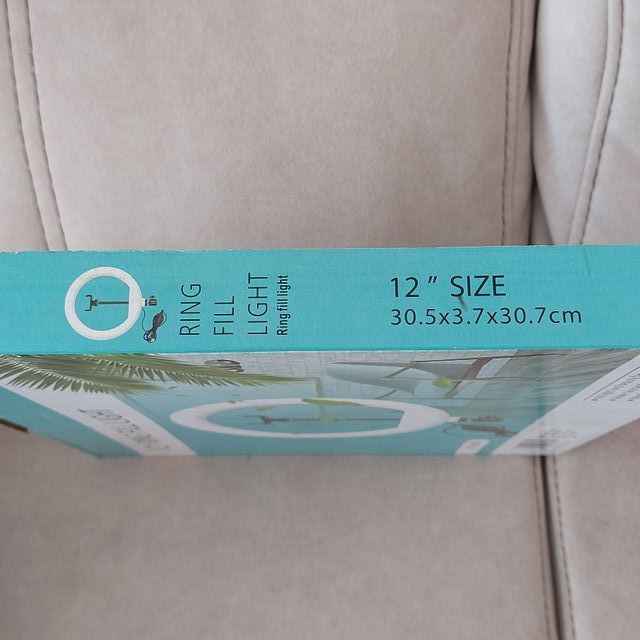 RING
FILL
LIGHT
Ring fill light
12 " SIZE
30.5x3.7x30.7cm